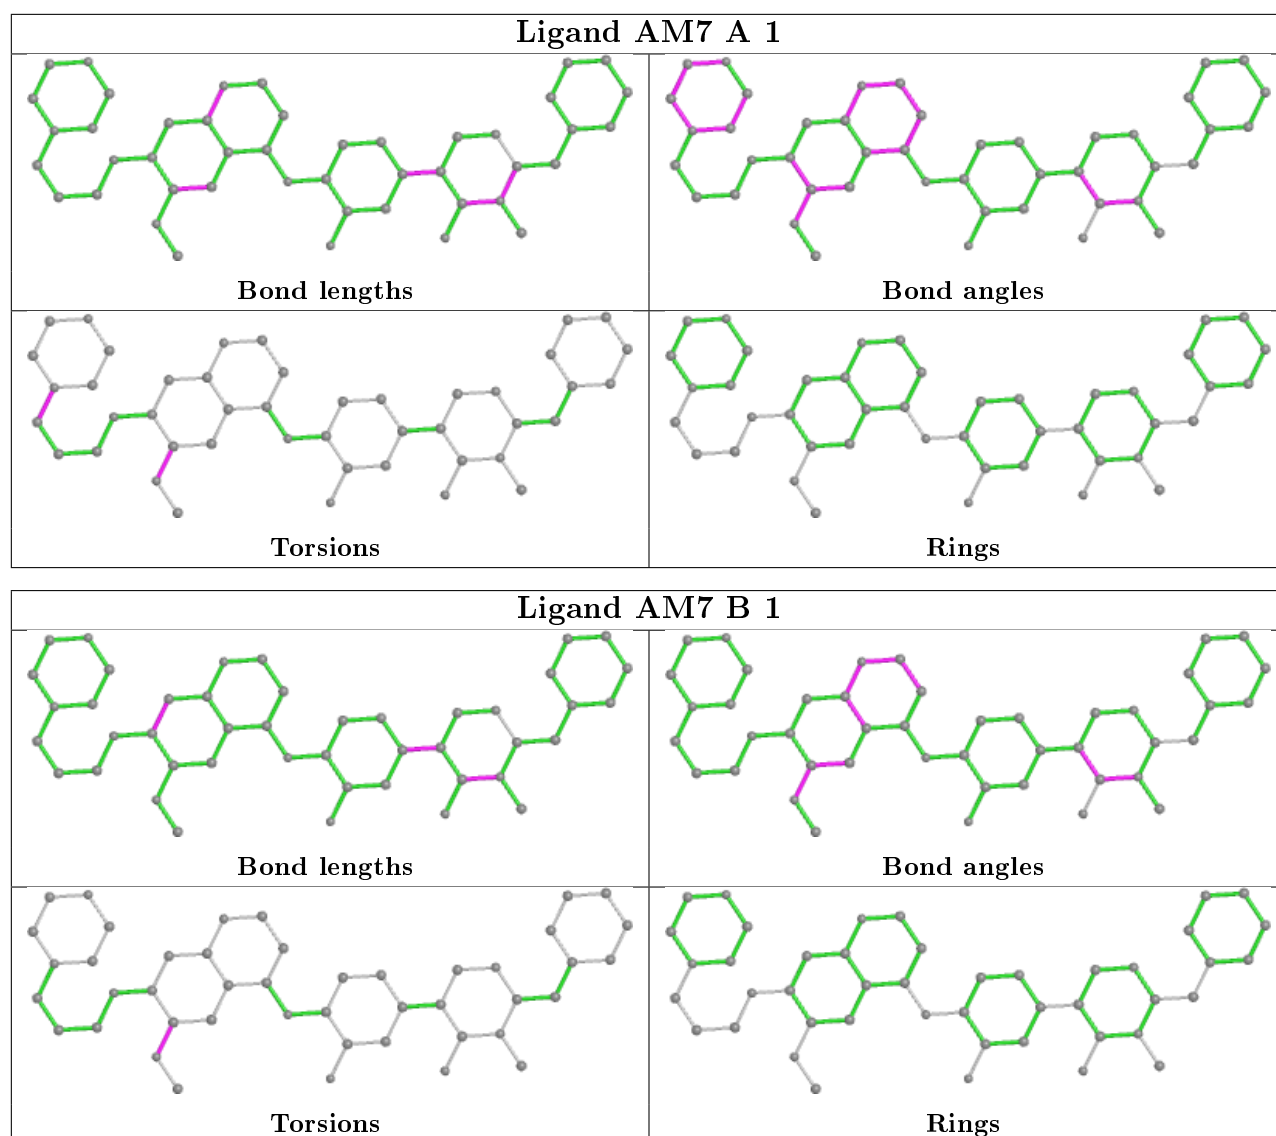 Ligand AM7 A 1
Bond lengths
Bond angles
Torsions
Rings
Ligand AM7 B 1
Bond lengths
Bond angles
Torsions
Rings